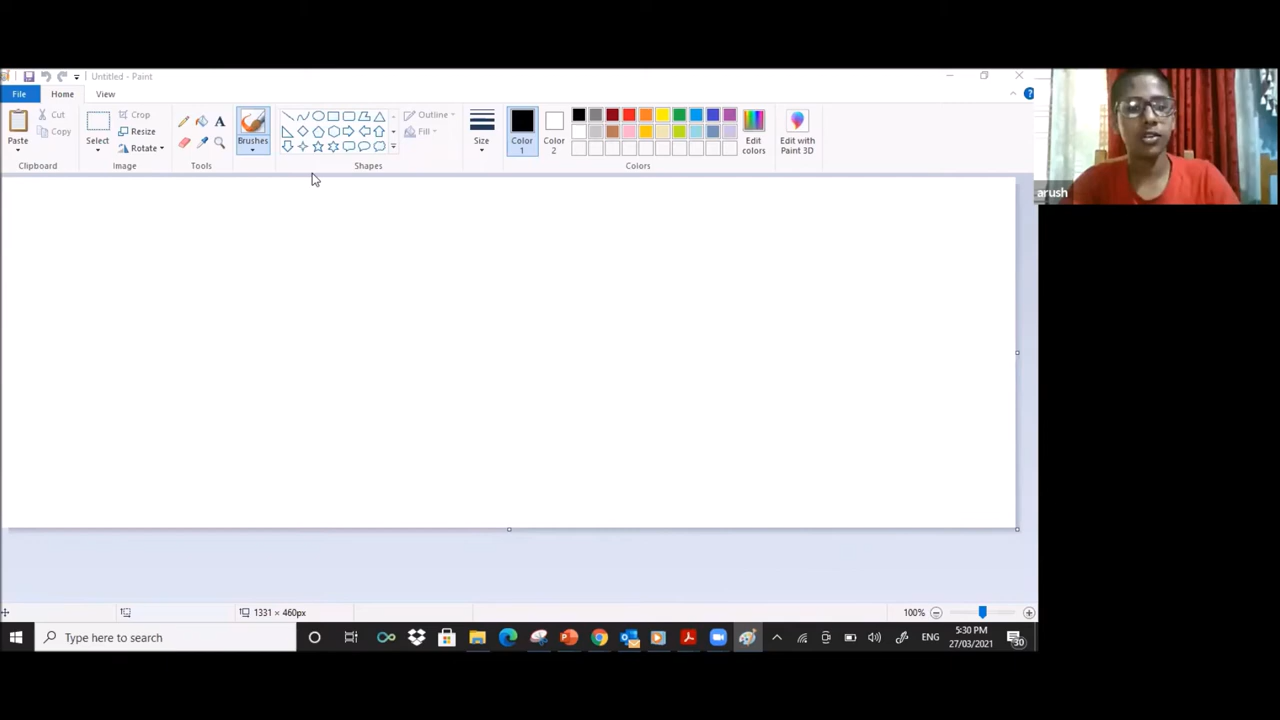 Untitled - Paint
File Home View
Paste
Cut
Copy
Clipboard
Select
Crop
Resize
Rotate
Image
Tools
Brushes
Shapes
Outline
Fill
Size
Color 1
Color 2
Edit colors
Edit with Paint 3D
Colors
arush
1331 × 460px
100%
Type here to search
ENG
5:30 PM
27/03/2021
30